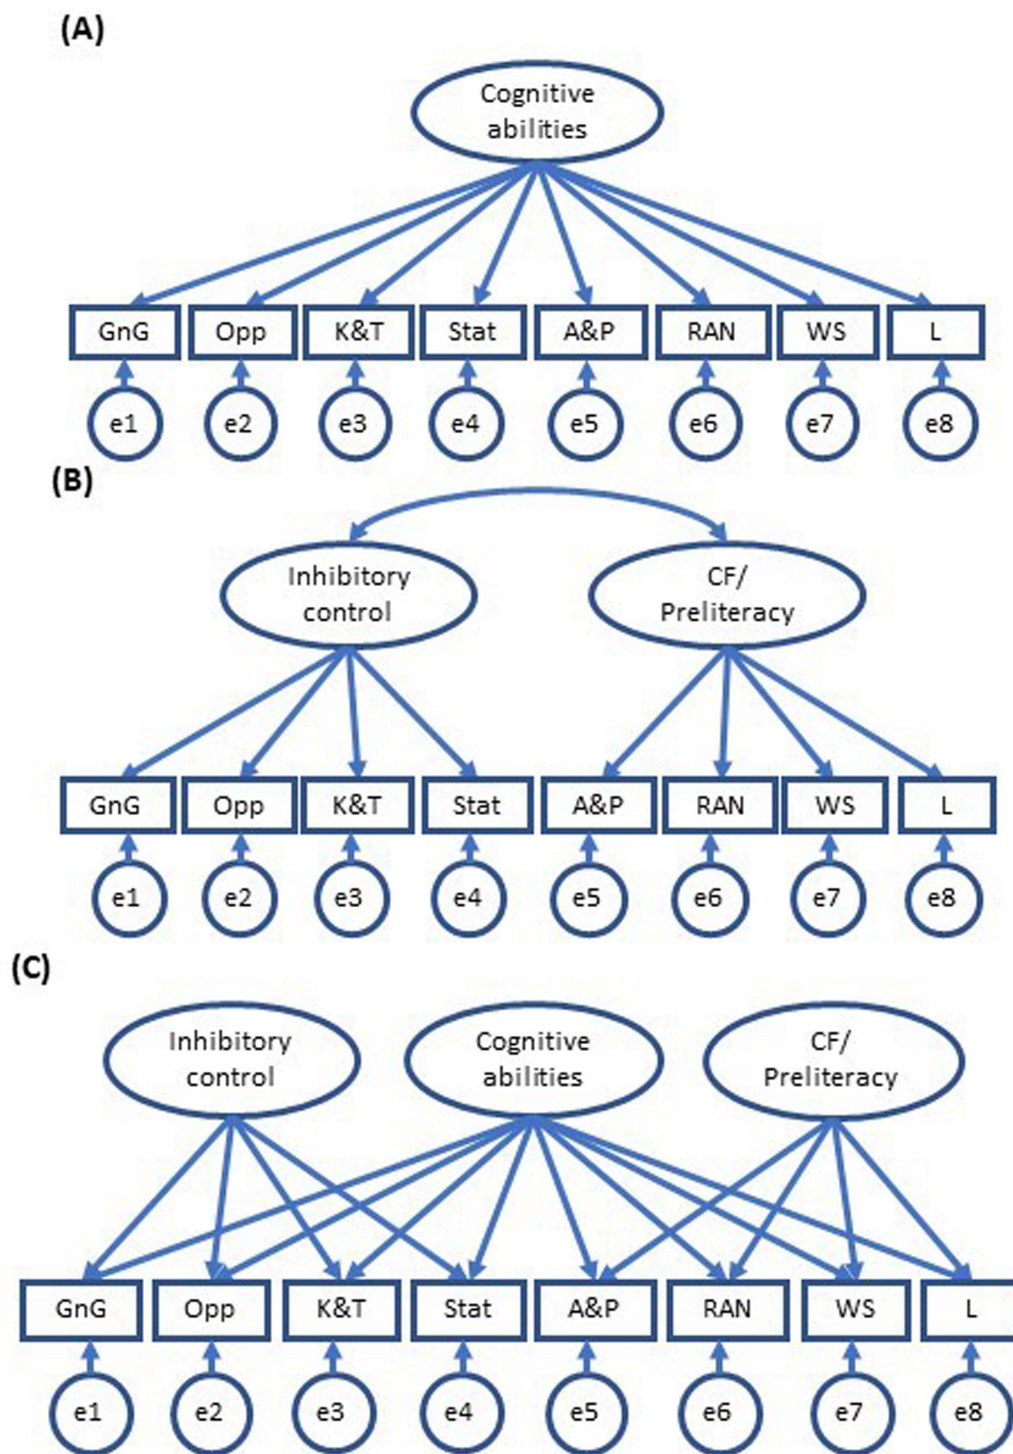 (A)
Cognitive
abilities
GnG Opp K&T Stat A&P RAN WS L
e1 e2 e3 e4 e5 e6 e7 e8
(B)
Inhibitory
control
CF/
Preliteracy
GnG Opp K&T Stat A&P RAN WS L
e1 e2 e3 e4 e5 e6 e7 e8
(C)
Inhibitory
control
Cognitive
abilities
CF/
Preliteracy
GnG Opp K&T Stat A&P RAN WS L
e1 e2 e3 e4 e5 e6 e7 e8